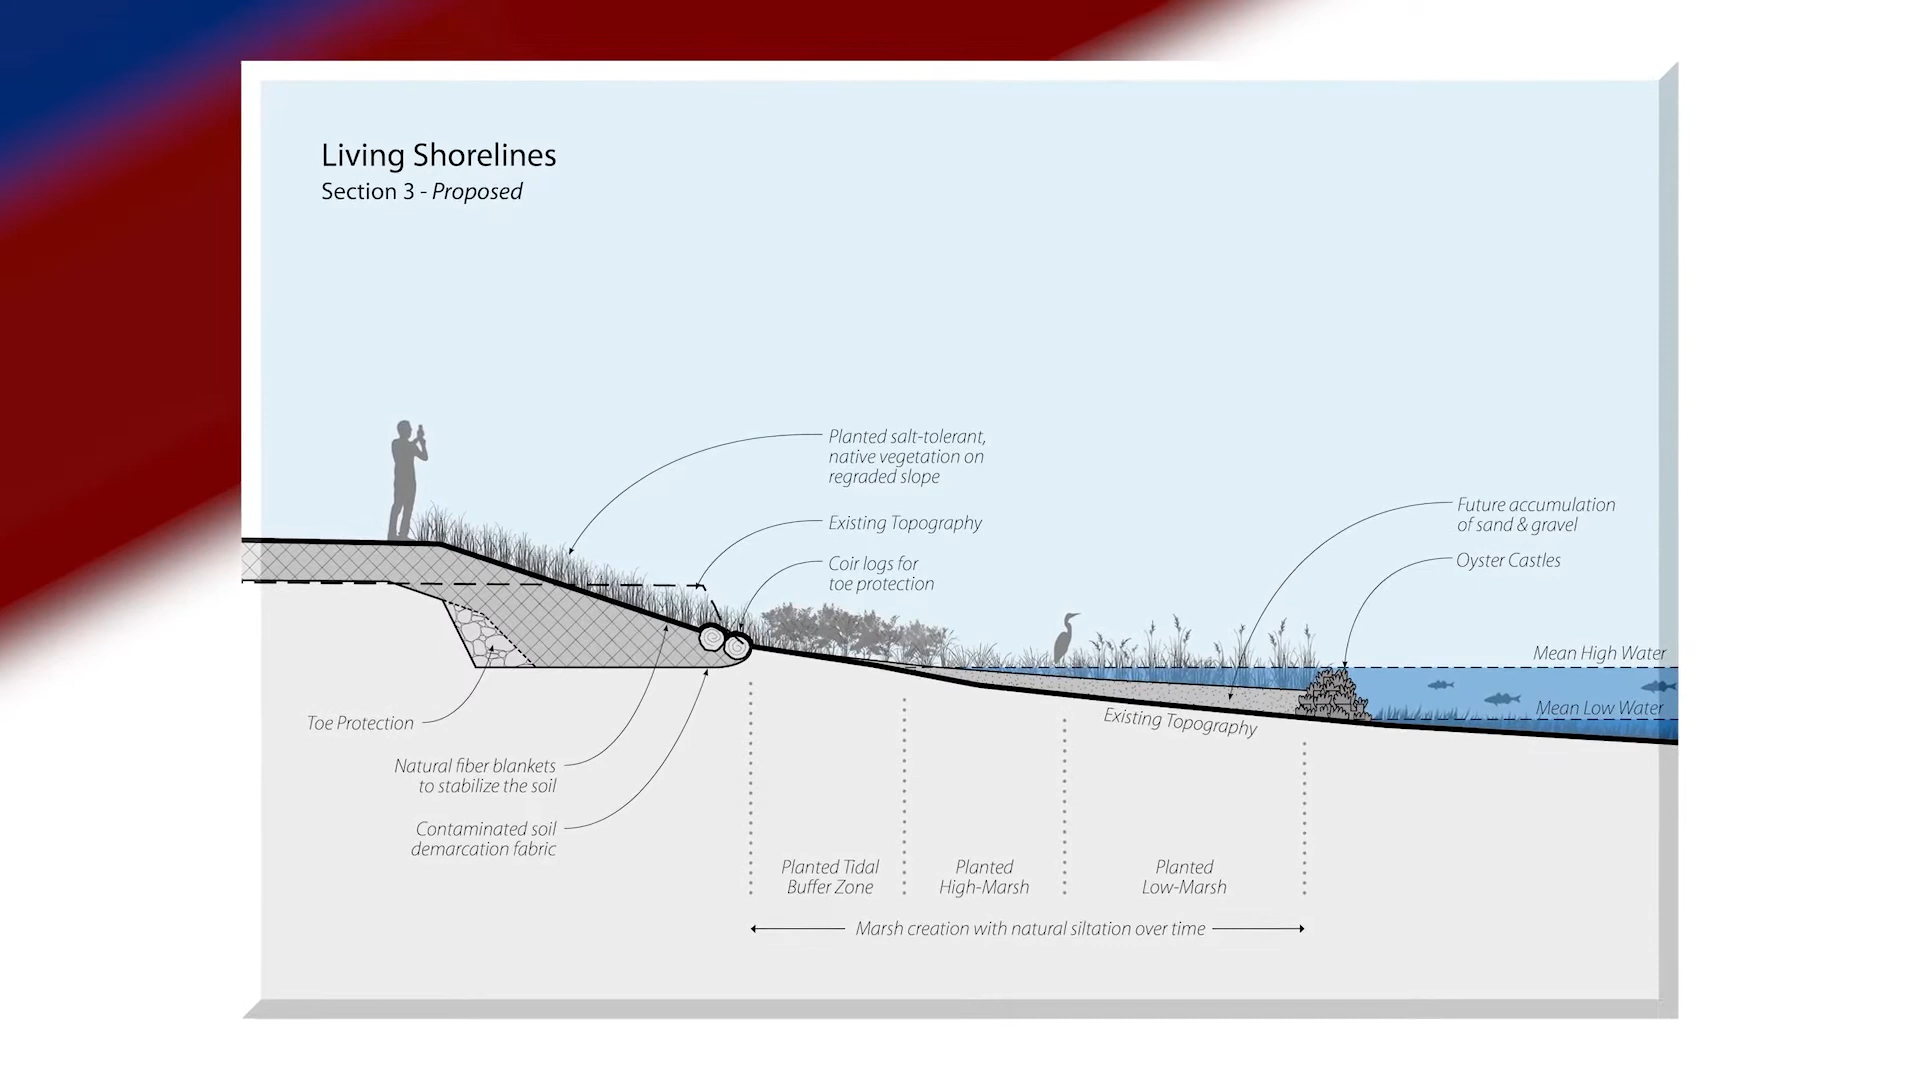 Living Shorelines
Section 3 - Proposed
Planted salt-tolerant,
native vegetation on
regraded slope
Existing Topography
Coir logs for
toe protection
Future accumulation
of sand & gravel
Oyster Castles
Mean High Water
Mean Low Water
Existing Topography
Toe Protection
Natural fiber blankets
to stabilize the soil
Contaminated soil
demarcation fabric
Planted Tidal
Buffer Zone
Planted
High-Marsh
Planted
Low-Marsh
Marsh creation with natural siltation over time